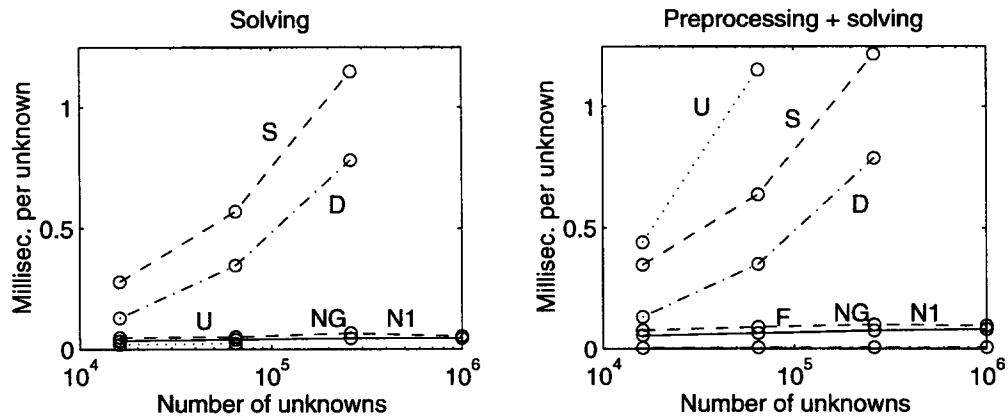 Solving
Millisec. per unknown
1
0.5
0
S
D
U
NG
N1
10^4
10^5
10^6
Number of unknowns
Preprocessing + solving
Millisec. per unknown
1
0.5
0
U
S
D
F
NG
N1
10^4
10^5
10^6
Number of unknowns